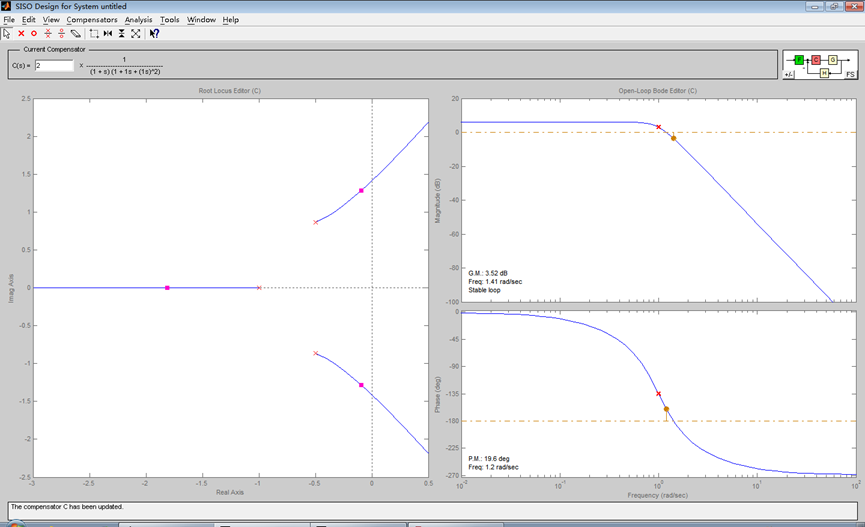 SISO Design for System untitled
File Edit View Compensators Analysis Tools Window Help
Current Compensator
C(s) = 2 x 1
(1 + s) (1 + 1s + (1s)^2)
F C G
H
+/- FS
Root Locus Editor (C)
2.5
2
1.5
1
0.5
0
-0.5
-1
-1.5
-2
-2.5
Imag Axis
-3 -2.5 -2 -1.5 -1 -0.5 0 0.5
Real Axis
Open-Loop Bode Editor (C)
20
0
-20
-40
-60
-80
-100
Magnitude (dB)
G.M.: 3.52 dB
Freq: 1.41 rad/sec
Stable loop
0
-45
-90
-135
-180
-225
-270
Phase (deg)
P.M.: 19.6 deg
Freq: 1.2 rad/sec
10^-2 10^-1 10^0 10^1 10^2
Frequency (rad/sec)
The compensator C has been updated.